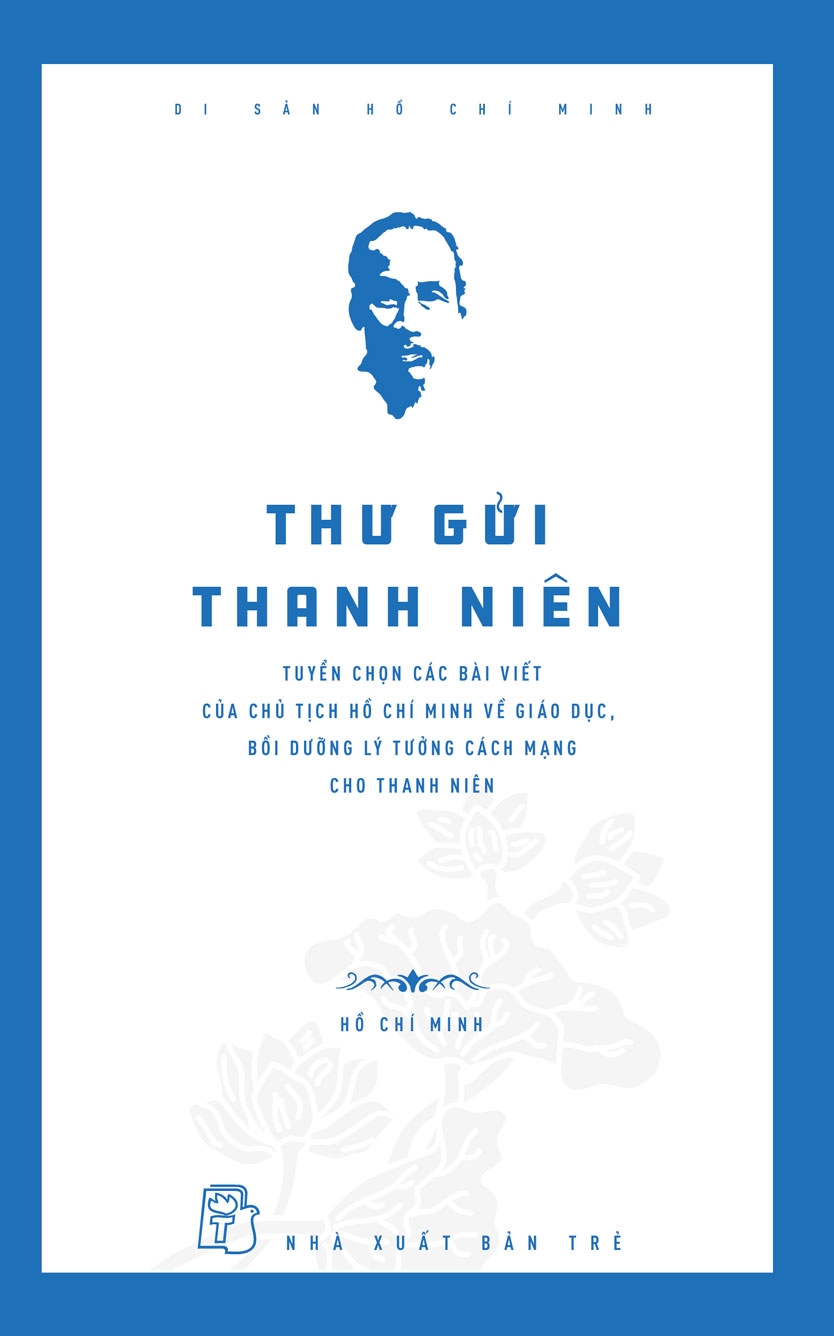 DI SẢN HỒ CHÍ MINH
THƯ GỬI
THANH NIÊN
TUYỂN CHỌN CÁC BÀI VIẾT
CỦA CHỦ TỊCH HỒ CHÍ MINH VỀ GIÁO DỤC,
BỒI DƯỠNG LÝ TƯỞNG CÁCH MẠNG
CHO THANH NIÊN
HỒ CHÍ MINH
T
NHÀ XUẤT BẢN TRẺ